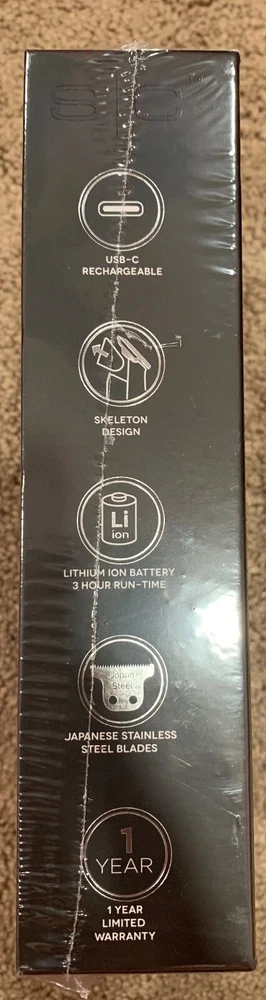 USB-C
RECHARGEABLE
SKELETON
DESIGN
Li
ion
LITHIUM ION BATTERY
3 HOUR RUN-TIME
Japan
Steel
JAPANESE STAINLESS
STEEL BLADES
1
YEAR
1 YEAR
LIMITED
WARRANTY